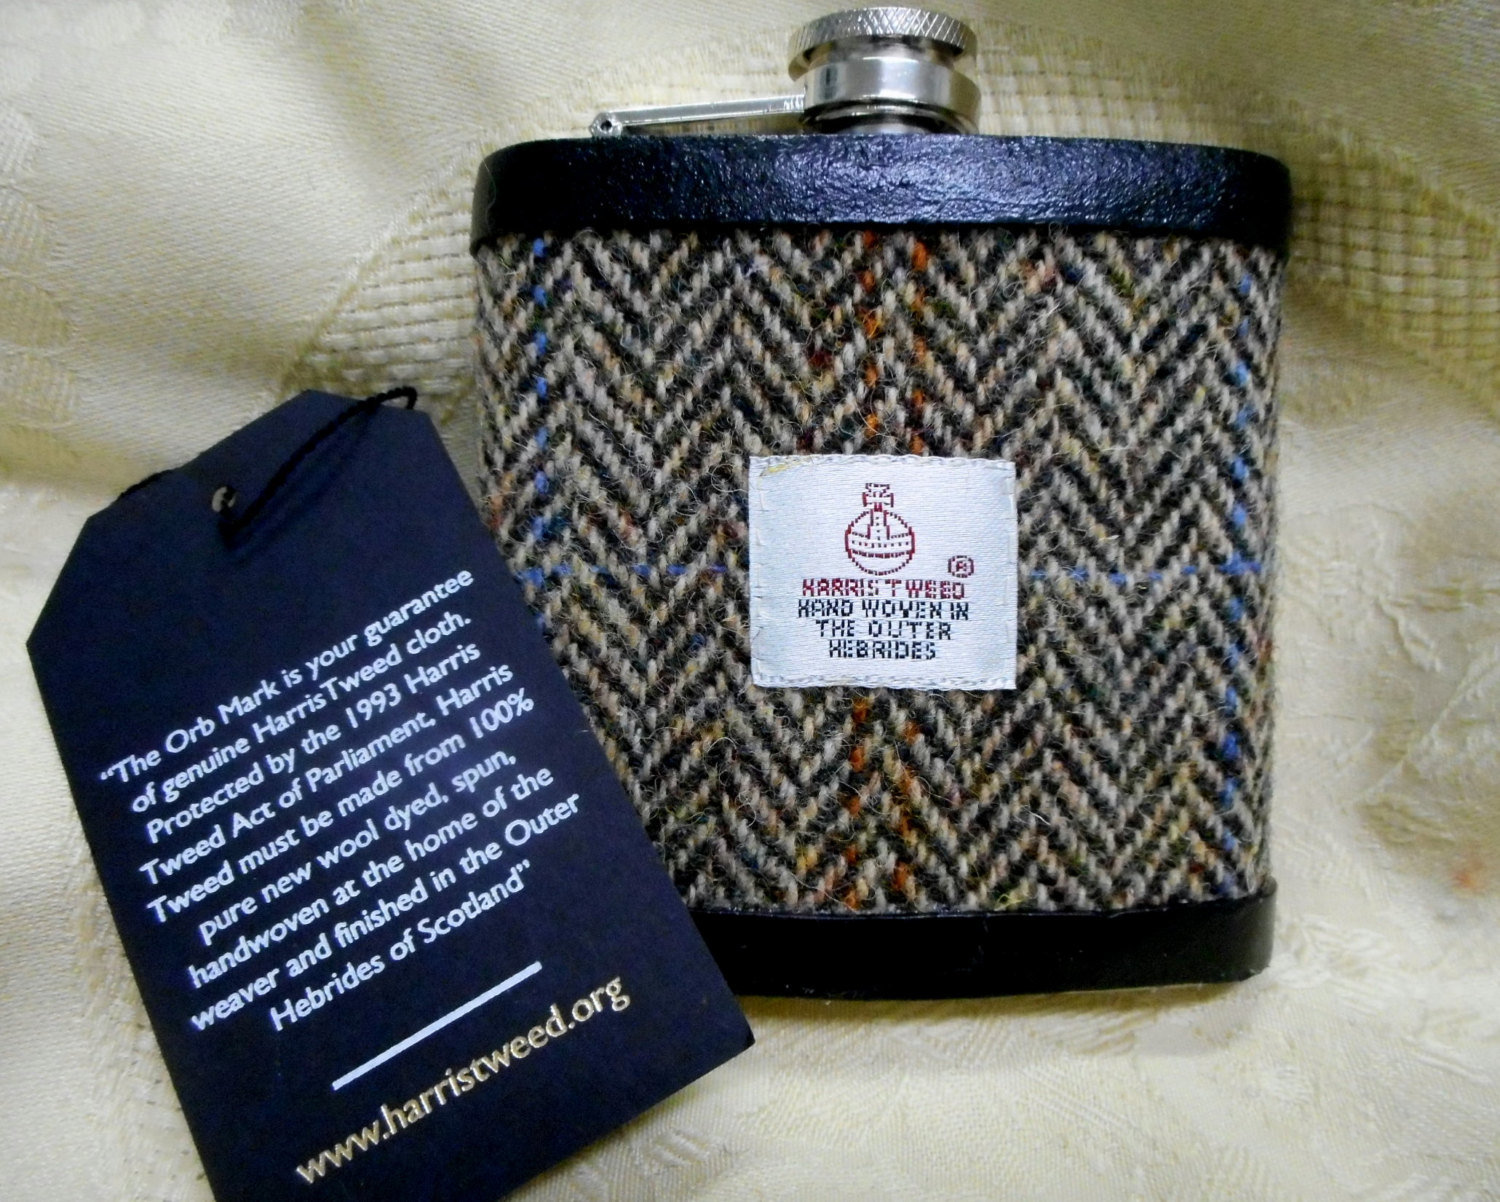 "The Orb Mark is your guarantee
of genuine HarrisTweed cloth.
Protected by the 1993 Harris
Tweed Act of Parliament, Harris
Tweed must be made from 100%
pure new wool dyed, spun,
handwoven at the home of the
weaver and finished in the Outer
Hebrides of Scotland"
www.harristweed.org
®
HARRIS TWEED
HAND WOVEN IN
THE OUTER
HEBRIDES